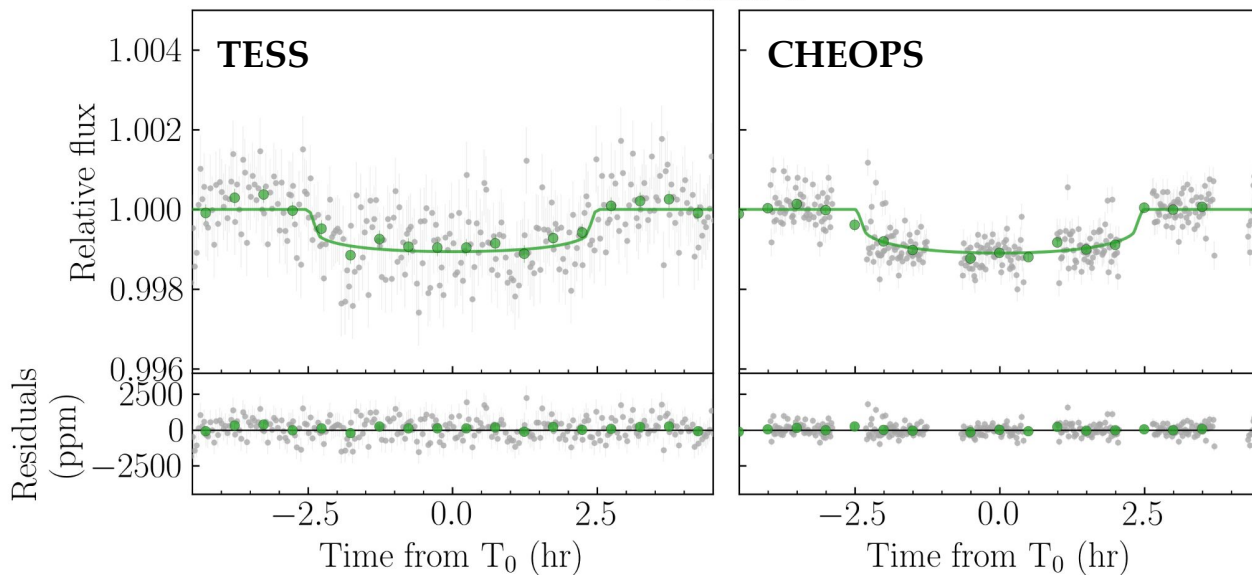 TESS
CHEOPS
Relative flux
1.004
1.002
1.000
0.998
0.996
Residuals
(ppm)
2500
0
−2500
−2.5 0.0 2.5
−2.5 0.0 2.5
Time from T₀ (hr)
Time from T₀ (hr)